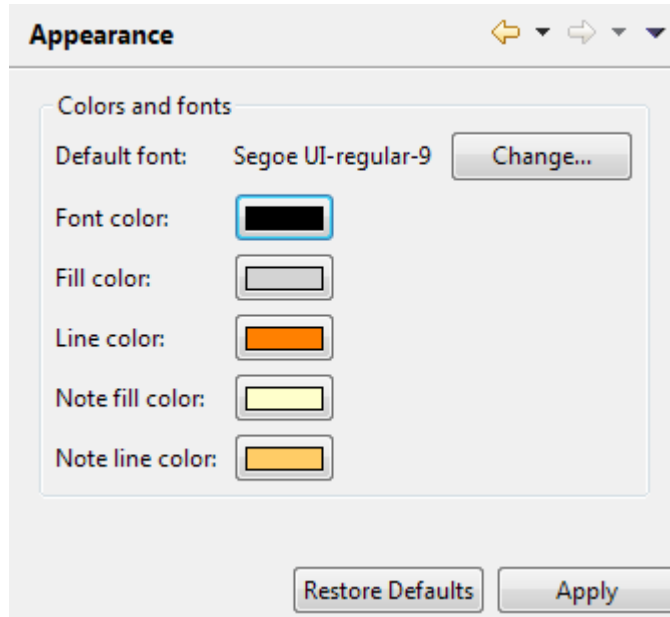 Appearance
Colors and fonts
Default font: Segoe UI-regular-9 Change...
Font color:
Fill color:
Line color:
Note fill color:
Note line color:
Restore Defaults Apply